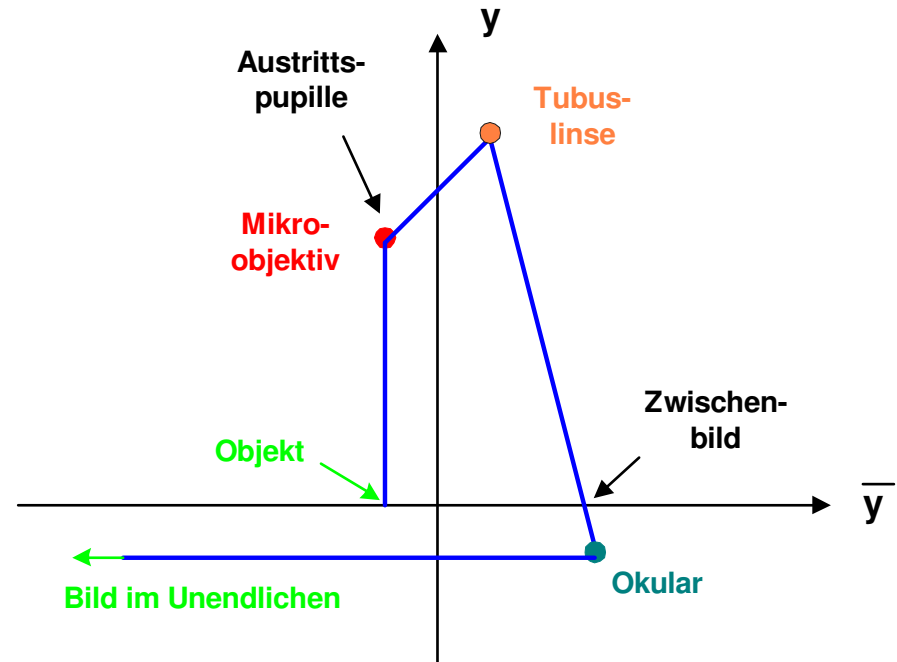 y
Austritts-
pupille
Tubus-
linse
Mikro-
objektiv
Zwischen-
bild
Objekt
y
Okular
Bild im Unendlichen